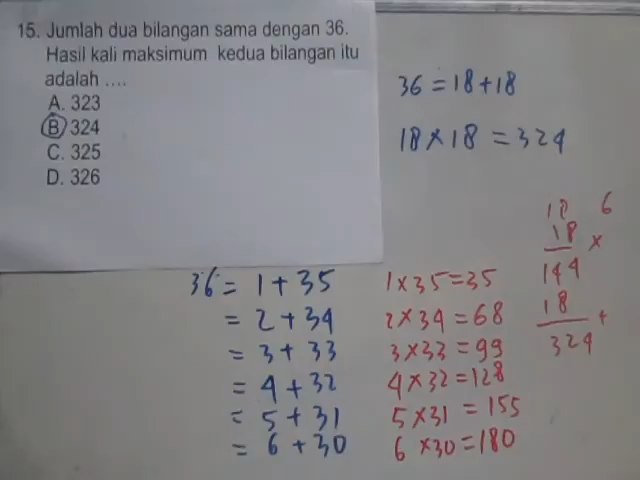 15. Jumlah dua bilangan sama dengan 36.
Hasil kali maksimum kedua bilangan itu
adalah ....
A. 323
B 324
C. 325
D. 326
36 = 18 + 18
18 × 18 = 324
18 6
18 ×
144
18 +
324
36 = 1 + 35
= 2 + 34
= 3 + 33
= 4 + 32
= 5 + 31
= 6 + 30
1 × 35 = 35
2 × 34 = 68
3 × 33 = 99
4 × 32 = 128
5 × 31 = 155
6 × 30 = 180